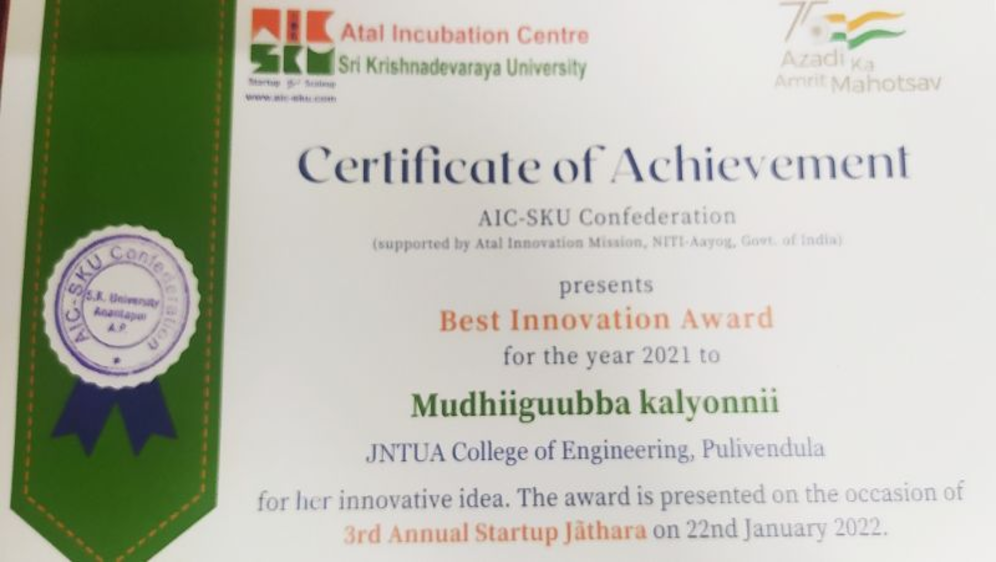 AIC
SKU
Atal Incubation Centre
Sri Krishnadevaraya University
www.aic-sku.com
75
Azadi Ka
Amrit Mahotsav
Certificate of Achievement
AIC-SKU Confederation
(supported by Atal Innovation Mission, NITI-Aayog, Govt. of India)
presents
Best Innovation Award
for the year 2021 to
Mudhiiguubba kalyonnii
JNTUA College of Engineering, Pulivendula
for her innovative idea. The award is presented on the occasion of
3rd Annual Startup Jãthara on 22nd January 2022.
AIC-SKU Confederation
S.K. University
Anantapur
A.P.